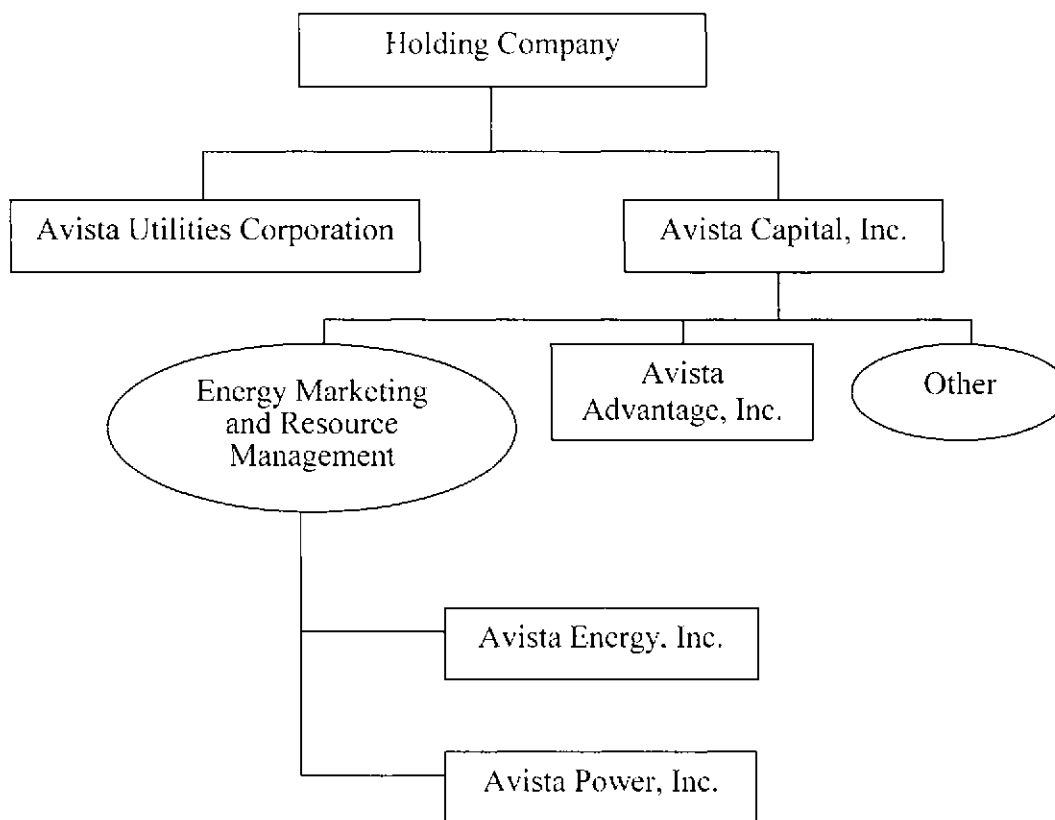 Holding Company
Avista Utilities Corporation
Avista Capital, Inc.
Energy Marketing
and Resource
Management
Avista
Advantage, Inc.
Other
Avista Energy, Inc.
Avista Power, Inc.